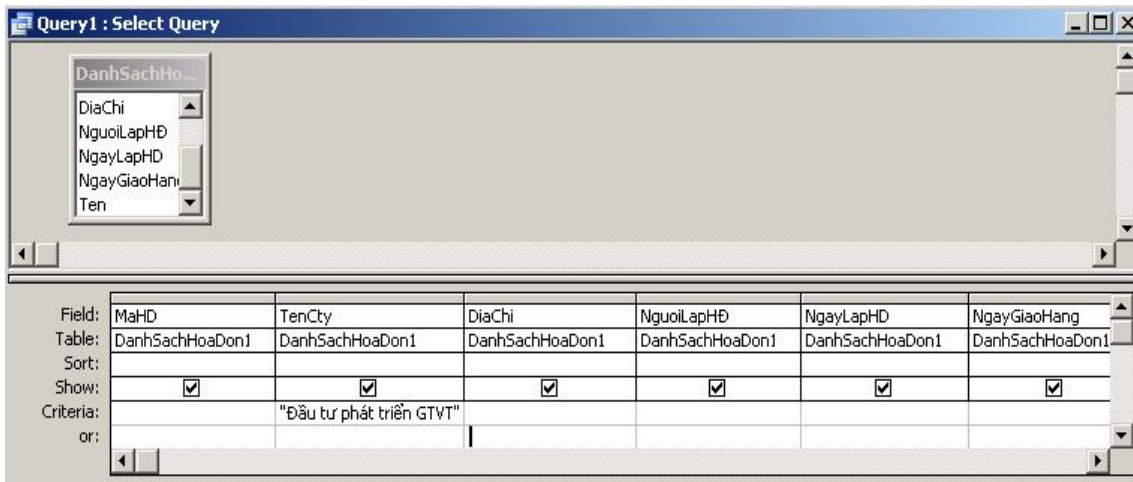 Query1 : Select Query
DanhSachHo...
DiaChi
NguoiLapHĐ
NgayLapHD
NgayGiaoHan
Ten
Field: MaHD TenCty DiaChi NguoiLapHĐ NgayLapHD NgayGiaoHang
Table: DanhSachHoaDon1 DanhSachHoaDon1 DanhSachHoaDon1 DanhSachHoaDon1 DanhSachHoaDon1 DanhSachHoaDon1
Sort:
Show:
Criteria: "Đầu tư phát triển GTVT"
or: